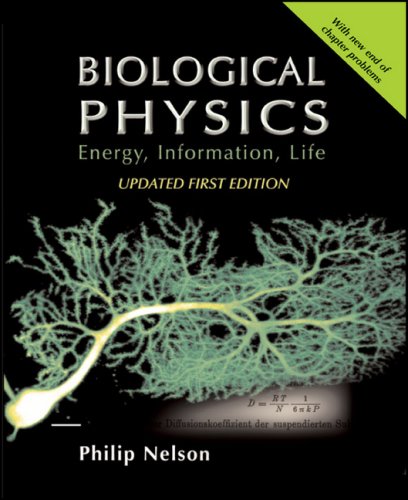 With new end of
chapter problems
BIOLOGICAL
PHYSICS
Energy, Information, Life
UPDATED FIRST EDITION
D = RT/N 1/6πkP
Diffusionskoeffizient der suspendierten Su
Philip Nelson